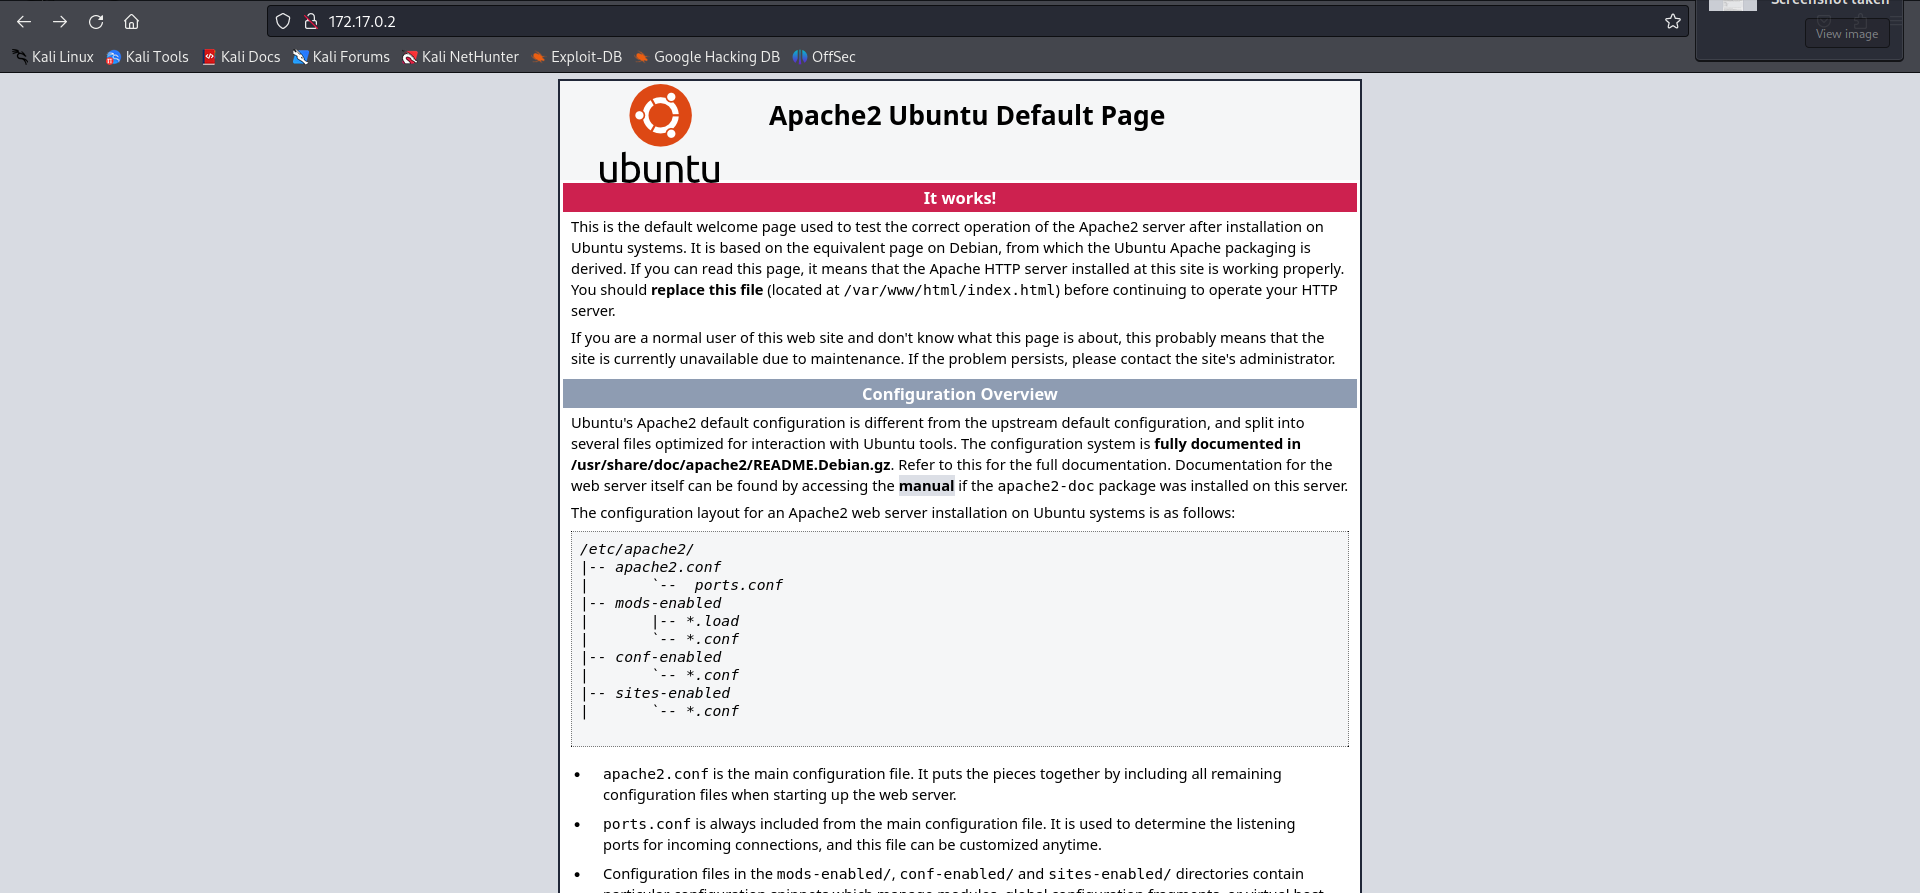 Screenshot taken
172.17.0.2
View image
Kali Linux Kali Tools Kali Docs Kali Forums Kali NetHunter Exploit-DB Google Hacking DB OffSec
ubuntu
Apache2 Ubuntu Default Page
It works!
This is the default welcome page used to test the correct operation of the Apache2 server after installation on
Ubuntu systems. It is based on the equivalent page on Debian, from which the Ubuntu Apache packaging is
derived. If you can read this page, it means that the Apache HTTP server installed at this site is working properly.
You should replace this file (located at /var/www/html/index.html) before continuing to operate your HTTP
server.
If you are a normal user of this web site and don't know what this page is about, this probably means that the
site is currently unavailable due to maintenance. If the problem persists, please contact the site's administrator.
Configuration Overview
Ubuntu's Apache2 default configuration is different from the upstream default configuration, and split into
several files optimized for interaction with Ubuntu tools. The configuration system is fully documented in
/usr/share/doc/apache2/README.Debian.gz. Refer to this for the full documentation. Documentation for the
web server itself can be found by accessing the manual if the apache2-doc package was installed on this server.
The configuration layout for an Apache2 web server installation on Ubuntu systems is as follows:
/etc/apache2/
|-- apache2.conf
|       `--  ports.conf
|-- mods-enabled
|       |-- *.load
|       `-- *.conf
|-- conf-enabled
|       `-- *.conf
|-- sites-enabled
|       `-- *.conf
• apache2.conf is the main configuration file. It puts the pieces together by including all remaining
configuration files when starting up the web server.
• ports.conf is always included from the main configuration file. It is used to determine the listening
ports for incoming connections, and this file can be customized anytime.
• Configuration files in the mods-enabled/, conf-enabled/ and sites-enabled/ directories contain
particular configuration snippets which manage modules, global configuration fragments, or virtual host